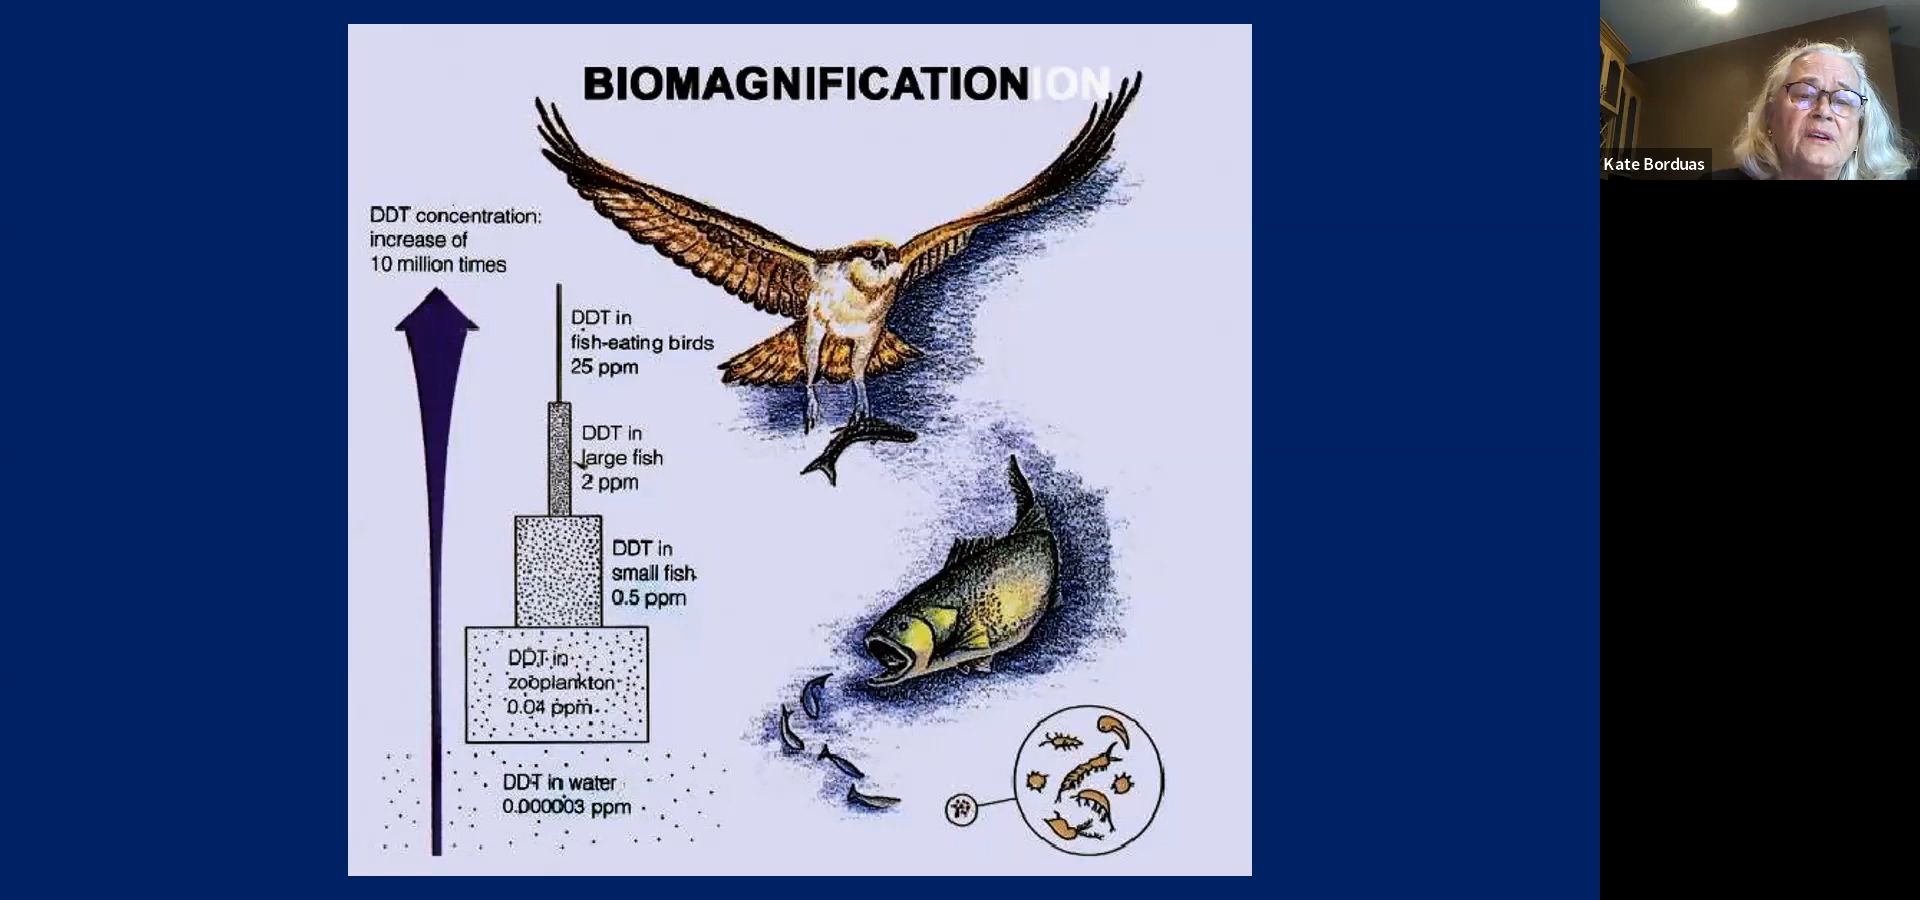 BIOMAGNIFICATIONION
DDT concentration:
increase of
10 million times
DDT in
fish-eating birds
25 ppm
DDT in
large fish
2 ppm
DDT in
small fish
0.5 ppm
DDT in
zooplankton
0.04 ppm
DDT in water
0.000003 ppm
Kate Borduas